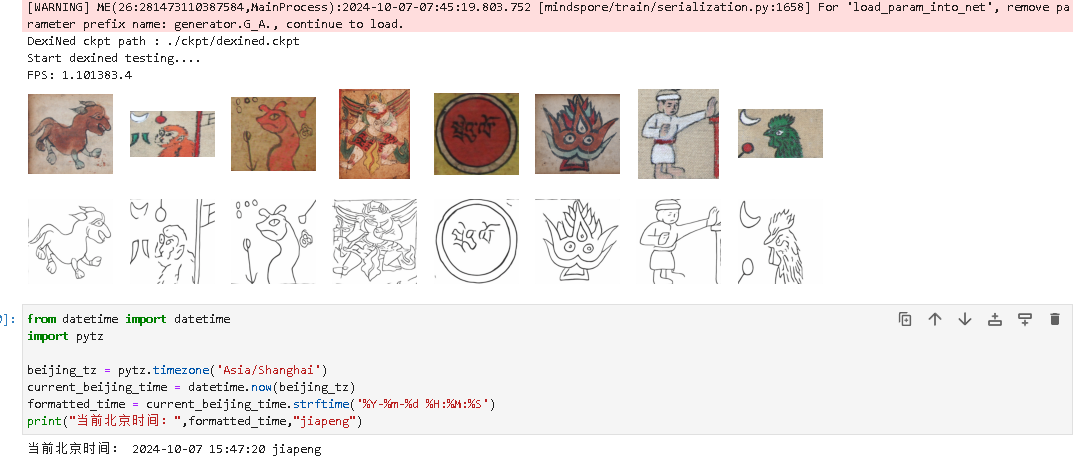 [WARNING] ME(26:281473110387584,MainProcess):2024-10-07-07:45:19.803.752 [mindspore/train/serialization.py:1658] For 'load_param_into_net', remove pa
rameter prefix name: generator.G_A., continue to load.
DexiNed ckpt path : ./ckpt/dexined.ckpt
Start dexined testing....
FPS: 1.101383.4
]:
from datetime import datetime
import pytz
beijing_tz = pytz.timezone('Asia/Shanghai')
current_beijing_time = datetime.now(beijing_tz)
formatted_time = current_beijing_time.strftime('%Y-%m-%d %H:%M:%S')
print("当前北京时间：",formatted_time,"jiapeng")
当前北京时间： 2024-10-07 15:47:20 jiapeng